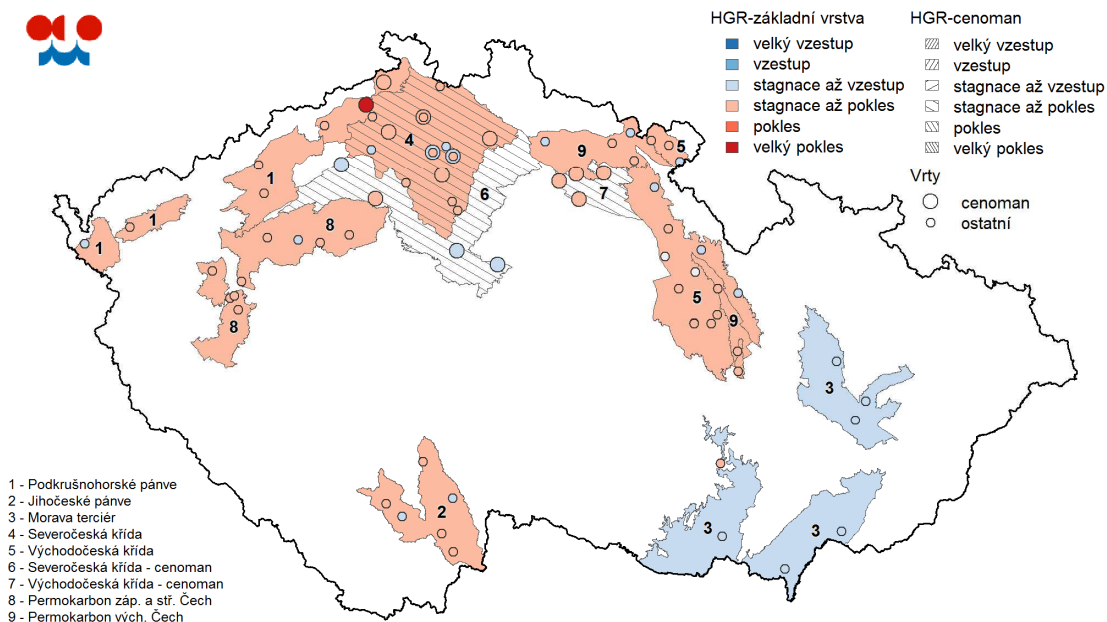 HGR-základní vrstva
velký vzestup
vzestup
stagnace až vzestup
stagnace až pokles
pokles
velký pokles
HGR-cenoman
velký vzestup
vzestup
stagnace až vzestup
stagnace až pokles
pokles
velký pokles
Vrty
cenoman
ostatní
4
9
5
1
6
7
1
8
1
5
9
8
3
2
3
3
1 - Podkrušnohorské pánve
2 - Jihočeské pánve
3 - Morava terciér
4 - Severočeská křída
5 - Východočeská křída
6 - Severočeská křída - cenoman
7 - Východočeská křída - cenoman
8 - Permokarbon záp. a stř. Čech
9 - Permokarbon vých. Čech